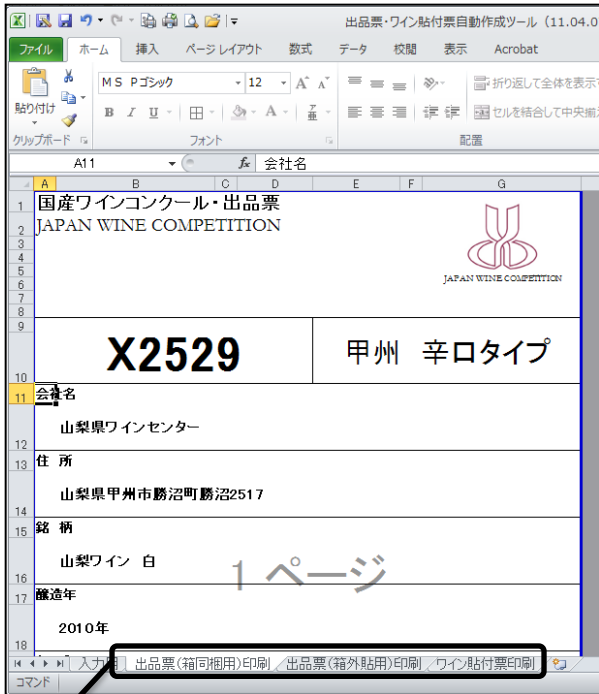 出品票・ワイン貼付票自動作成ツール (11.04.0
ファイル ホーム 挿入 ページ レイアウト 数式 データ 校閲 表示 Acrobat
貼り付け
MS Pゴシック 12
折り返して全体を表示
セルを結合して中央揃
クリップボード フォント 配置
A11 fx 会社名
A B C D E F G
1 国産ワインコンクール・出品票
2 JAPAN WINE COMPETITION
3
4
5
6
JAPAN WINE COMPETITION
7
8
9
10 X2529 甲州 辛口タイプ
11 会社名
12 山梨県ワインセンター
13 住 所
14 山梨県甲州市勝沼町勝沼2517
15 銘 柄
16 山梨ワイン 白
1 ページ
17 醸造年
18 2010年
入力用 出品票(箱同梱用)印刷 出品票(箱外貼用)印刷 ワイン貼付票印刷
コマンド